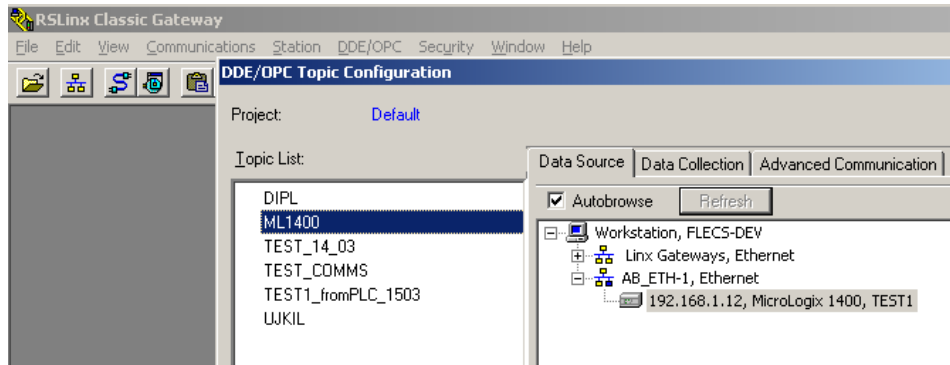 RSLinx Classic Gateway
File Edit View Communications Station DDE/OPC Security Window Help
DDE/OPC Topic Configuration
Project: Default
Topic List:
Data Source Data Collection Advanced Communication
DIPL
ML1400
TEST_14_03
TEST_COMMS
TEST1_fromPLC_1503
UJKIL
Autobrowse Refresh
Workstation, FLECS-DEV
Linx Gateways, Ethernet
AB_ETH-1, Ethernet
192.168.1.12, MicroLogix 1400, TEST1